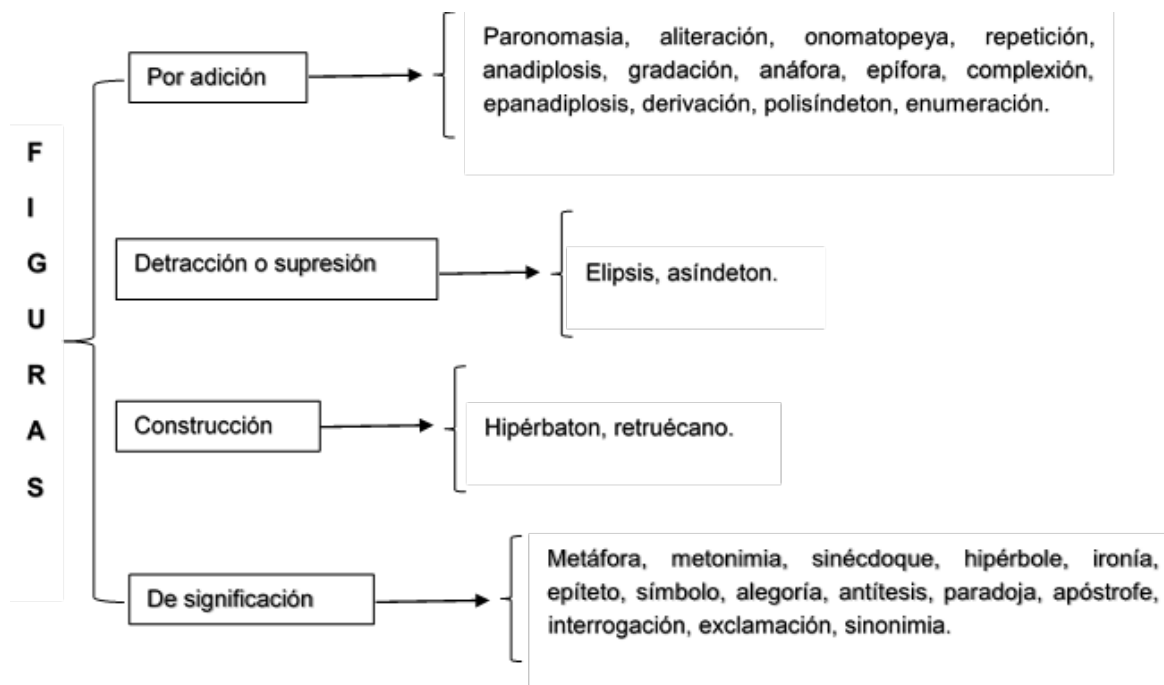 FIGURAS
Por adición
Paronomasia, aliteración, onomatopeya, repetición,
anadiplosis, gradación, anáfora, epífora, complexión,
epanadiplosis, derivación, polisíndeton, enumeración.
Detracción o supresión
Elipsis, asíndeton.
Construcción
Hipérbaton, retruécano.
De significación
Metáfora, metonimia, sinécdoque, hipérbole, ironía,
epíteto, símbolo, alegoría, antítesis, paradoja, apóstrofe,
interrogación, exclamación, sinonimia.